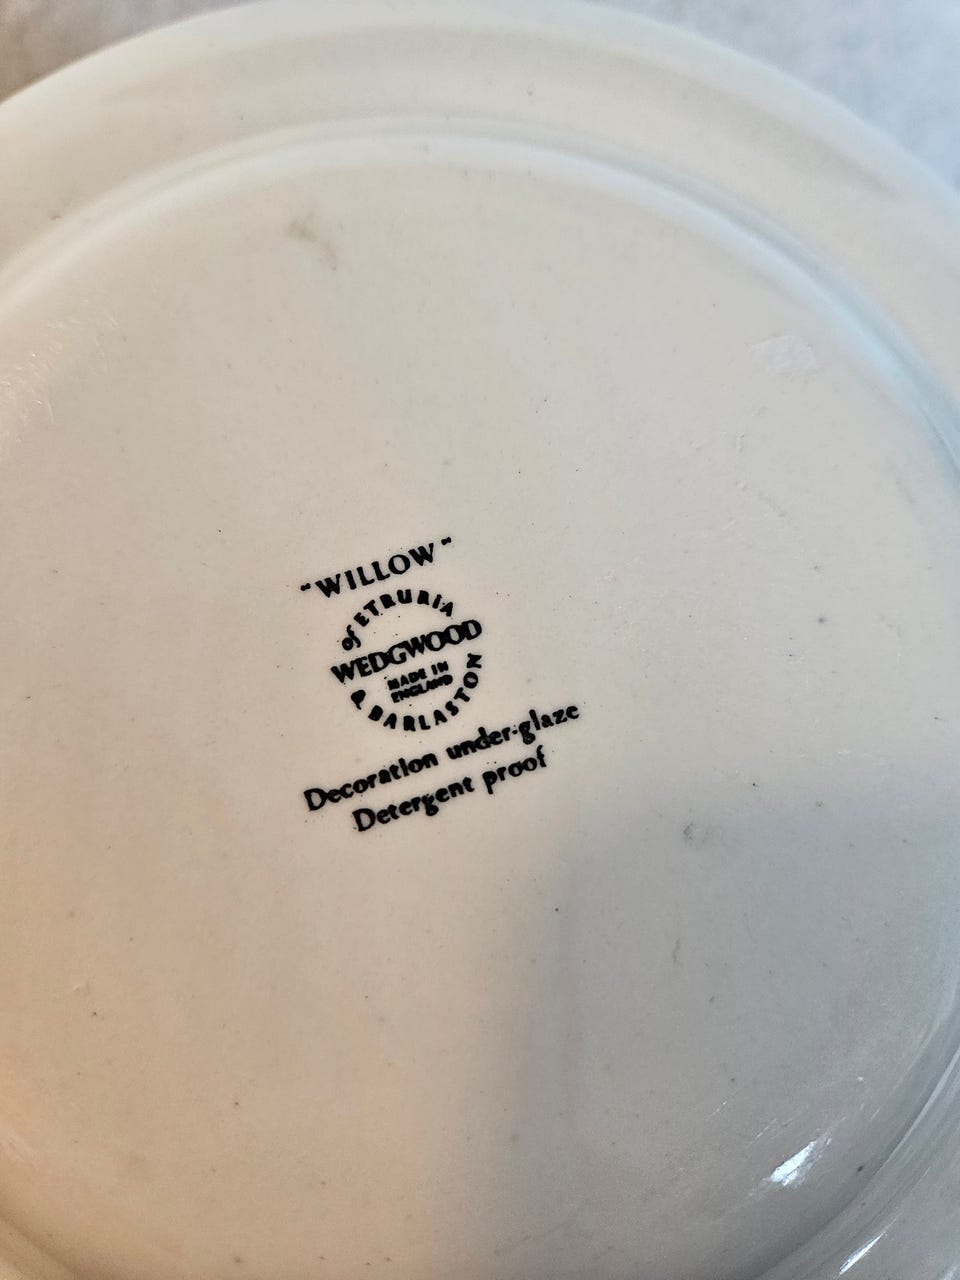 "WILLOW"
of ETRURIA
WEDGWOOD
MADE IN
ENGLAND
& BARLASTON
Decoration under-glaze
Detergent proof